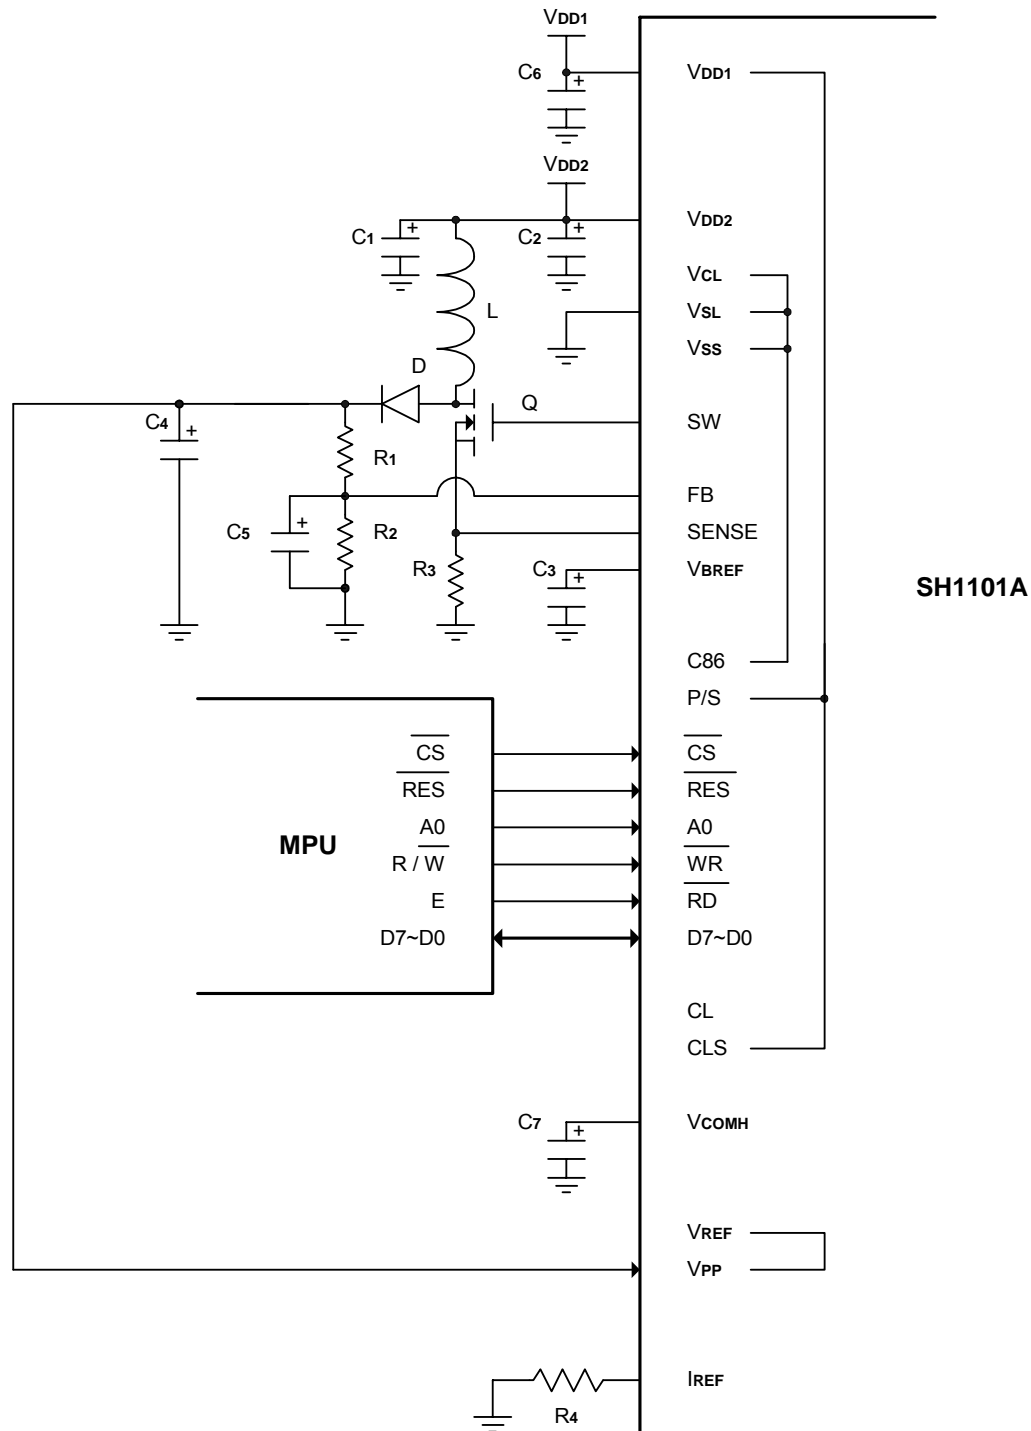 VDD1
C6 + VDD1
VDD2
C1 + C2 + VDD2
VCL
L VSL
VSS
D
C4 + Q SW
R1
FB
C5 + R2 SENSE
R3 C3 + VBREF
SH1101A
C86
P/S
CS CS
RES RES
MPU A0 A0
R / W WR
E RD
D7~D0 D7~D0
CL
CLS
C7 + VCOMH
VREF
VPP
IREF
R4